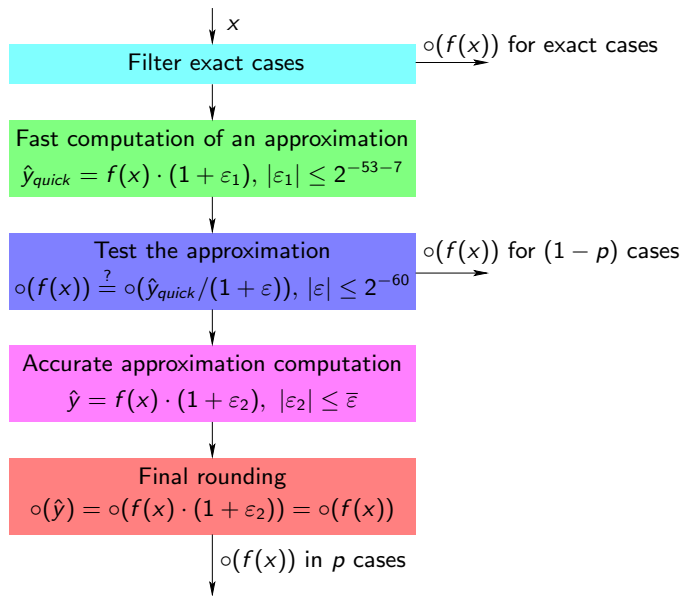 x
Filter exact cases
∘(f(x)) for exact cases
Fast computation of an approximation
ŷ_quick = f(x) · (1 + ε₁), |ε₁| ≤ 2^{−53−7}
Test the approximation
∘(f(x)) ≟ ∘(ŷ_quick/(1 + ε)), |ε| ≤ 2^{−60}
∘(f(x)) for (1 − p) cases
Accurate approximation computation
ŷ = f(x) · (1 + ε₂), |ε₂| ≤ ε̅
Final rounding
∘(ŷ) = ∘(f(x) · (1 + ε₂)) = ∘(f(x))
∘(f(x)) in p cases